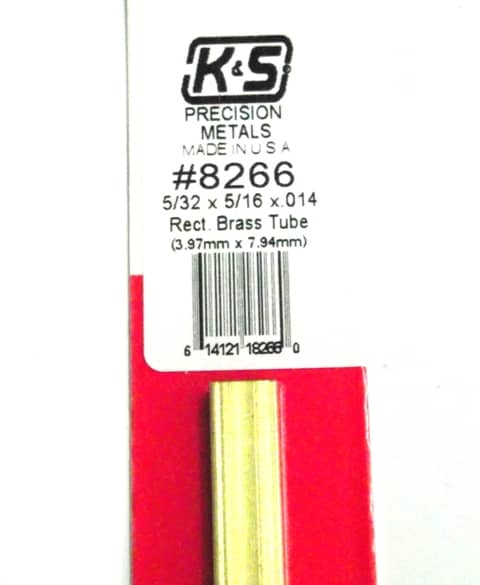 K&S
PRECISION
METALS
MADE IN U S A
#8266
5/32 x 5/16 x.014
Rect. Brass Tube
(3.97mm x 7.94mm)
6 14121 18266 0